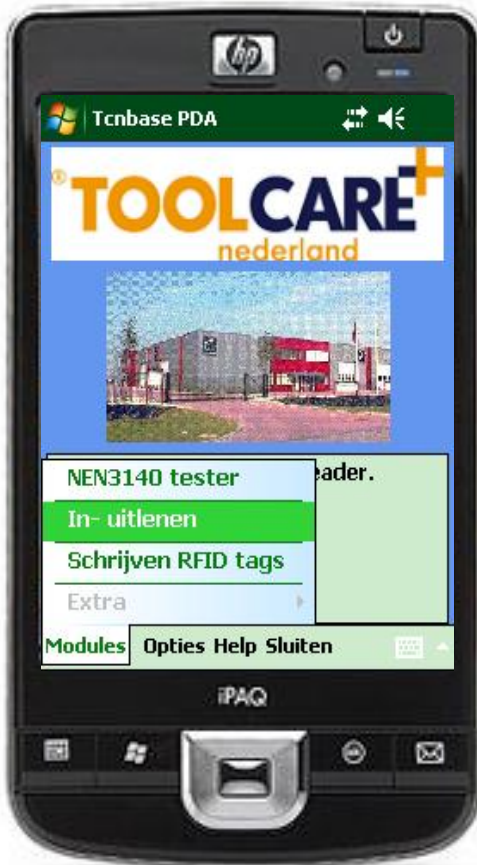 hp
Tcnbase PDA
® TOOLCARE+
nederland
eader.
NEN3140 tester
In- uitlenen
Schrijven RFID tags
Extra
Modules Opties Help Sluiten
iPAQ
ok